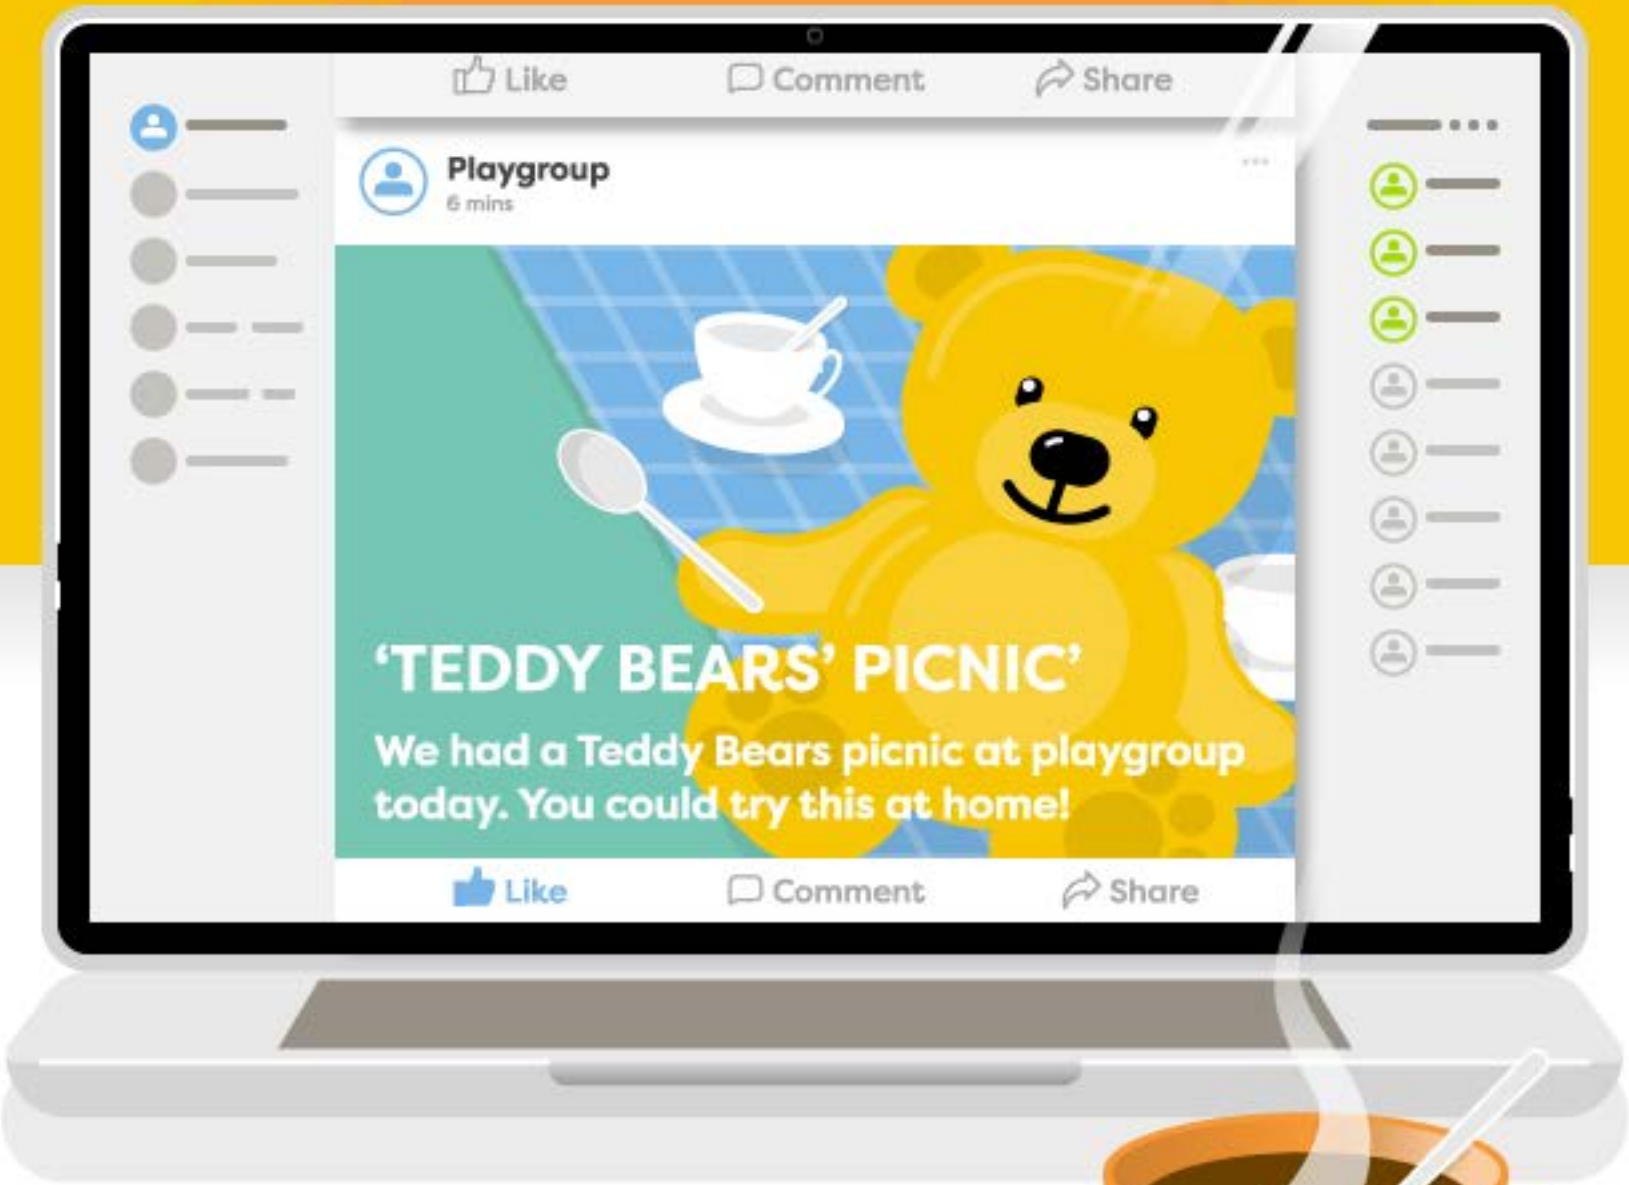 Like Comment Share
Playgroup
6 mins
‘TEDDY BEARS’ PICNIC’
We had a Teddy Bears picnic at playgroup
today. You could try this at home!
Like Comment Share